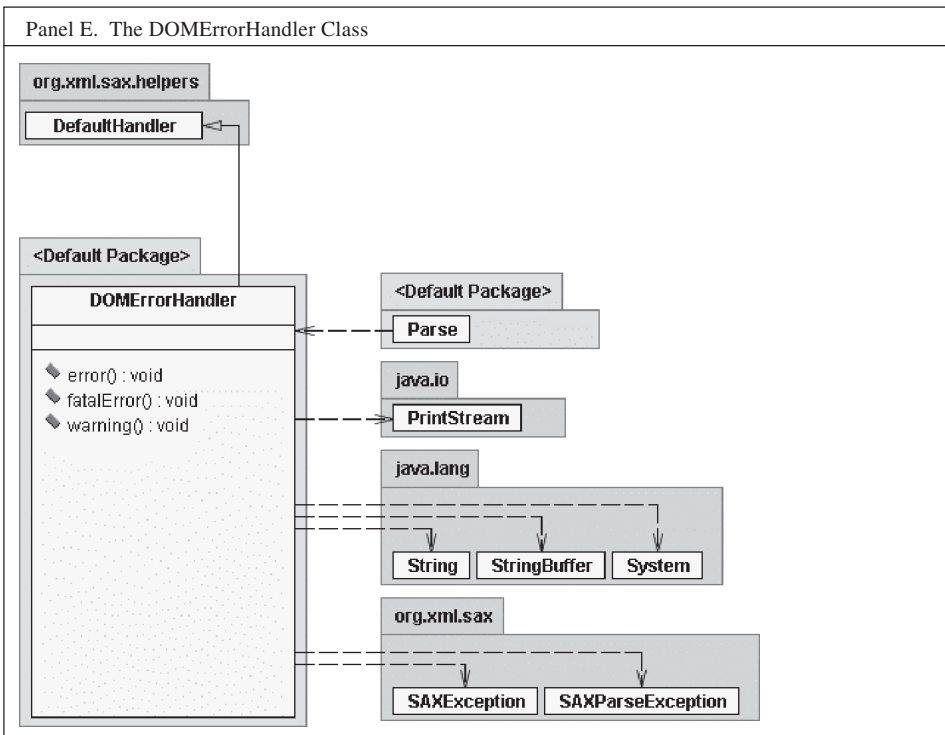 Panel E. The DOMErrorHandler Class
org.xml.sax.helpers
DefaultHandler
<Default Package>
DOMErrorHandler
error() : void
fatalError() : void
warning() : void
<Default Package>
Parse
java.io
PrintStream
java.lang
String StringBuffer System
org.xml.sax
SAXException SAXParseException